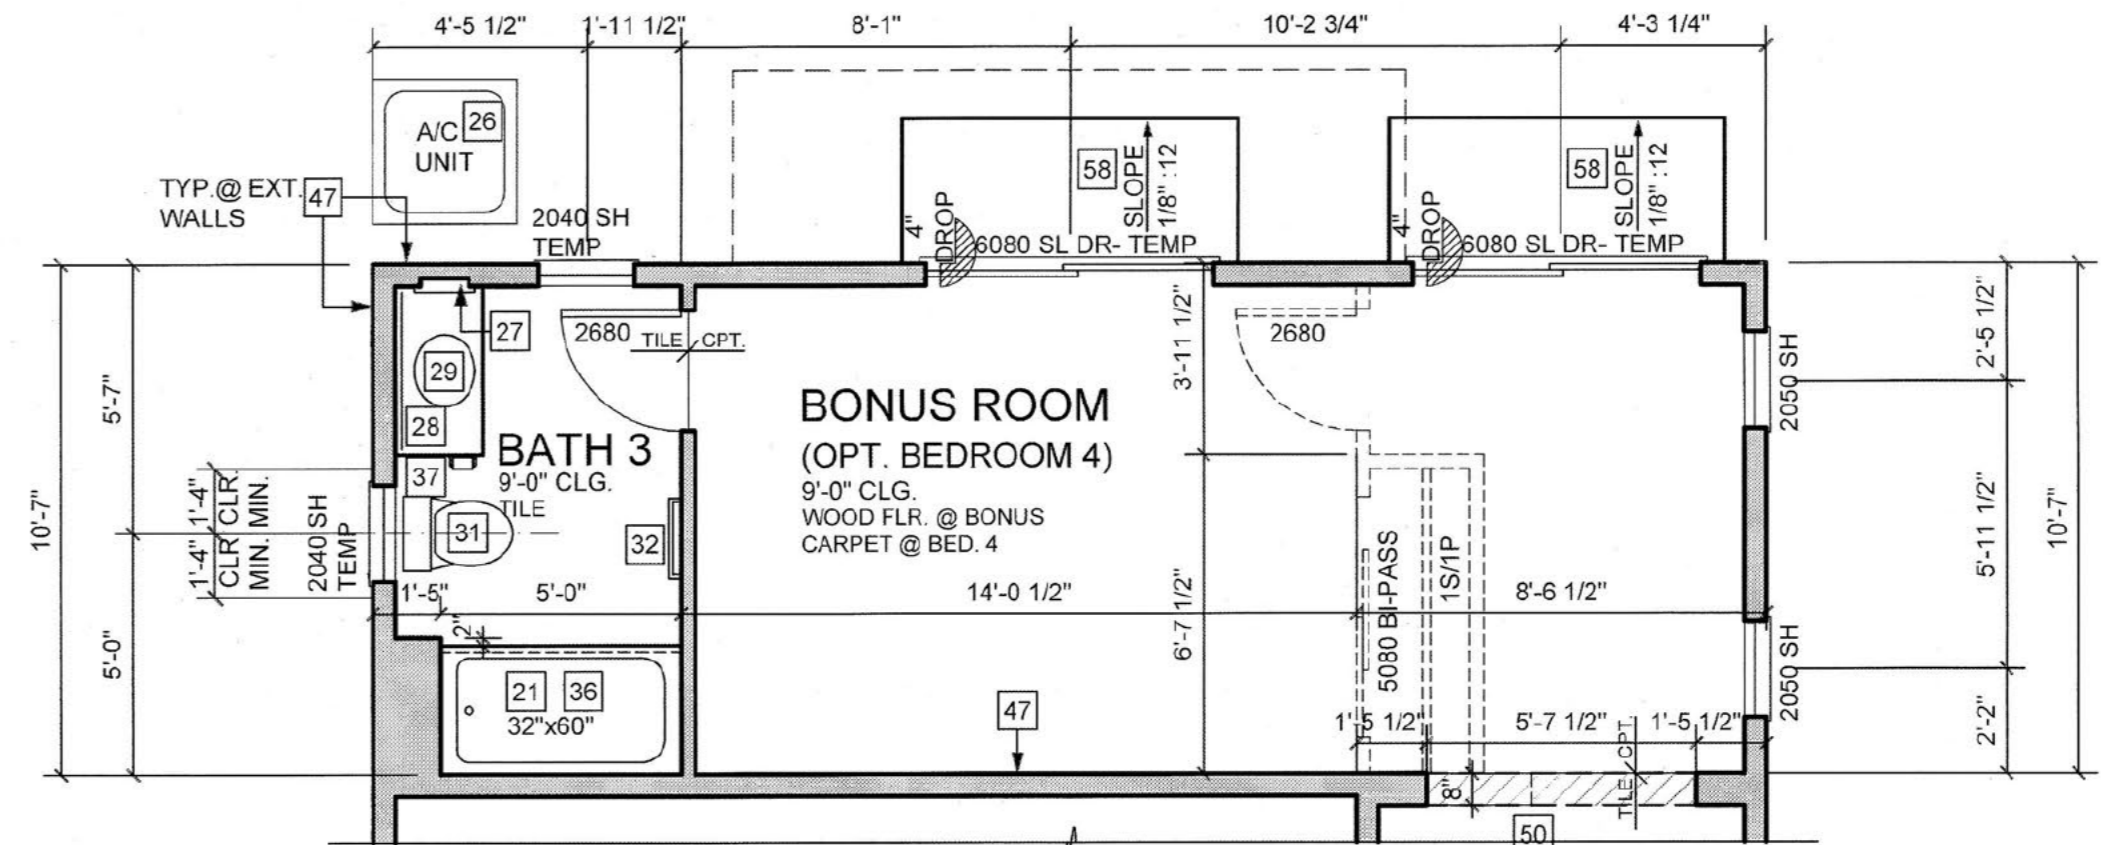 4'-5 1/2" 1'-11 1/2" 8'-1" 10'-2 3/4" 4'-3 1/4"
A/C 26
UNIT
TYP.@ EXT. 47
WALLS
2040 SH
TEMP
4"
DROP
58
SLOPE
1/8" :12
6080 SL DR- TEMP
4"
DROP
58
SLOPE
1/8" :12
6080 SL DR- TEMP
27
2680
TILE CPT.
29
28
BATH 3
9'-0" CLG.
TILE
37
31
32
BONUS ROOM
(OPT. BEDROOM 4)
9'-0" CLG.
WOOD FLR. @ BONUS
CARPET @ BED. 4
3'-11 1/2"
6'-7 1/2"
2680
5080 BI-PASS
1S/1P
2050 SH
2050 SH
2'-5 1/2"
5'-11 1/2"
2'-2"
10'-7"
10'-7"
5'-7"
5'-0"
1'-4" CLR.
MIN.
1'-4" CLR.
MIN.
2040 SH
TEMP
1'-5" 5'-0" 14'-0 1/2" 8'-6 1/2"
2"
21 36
32"x60"
47
1'-5 1/2" 5'-7 1/2" 1'-5 1/2"
TILE CPT.
8"
50